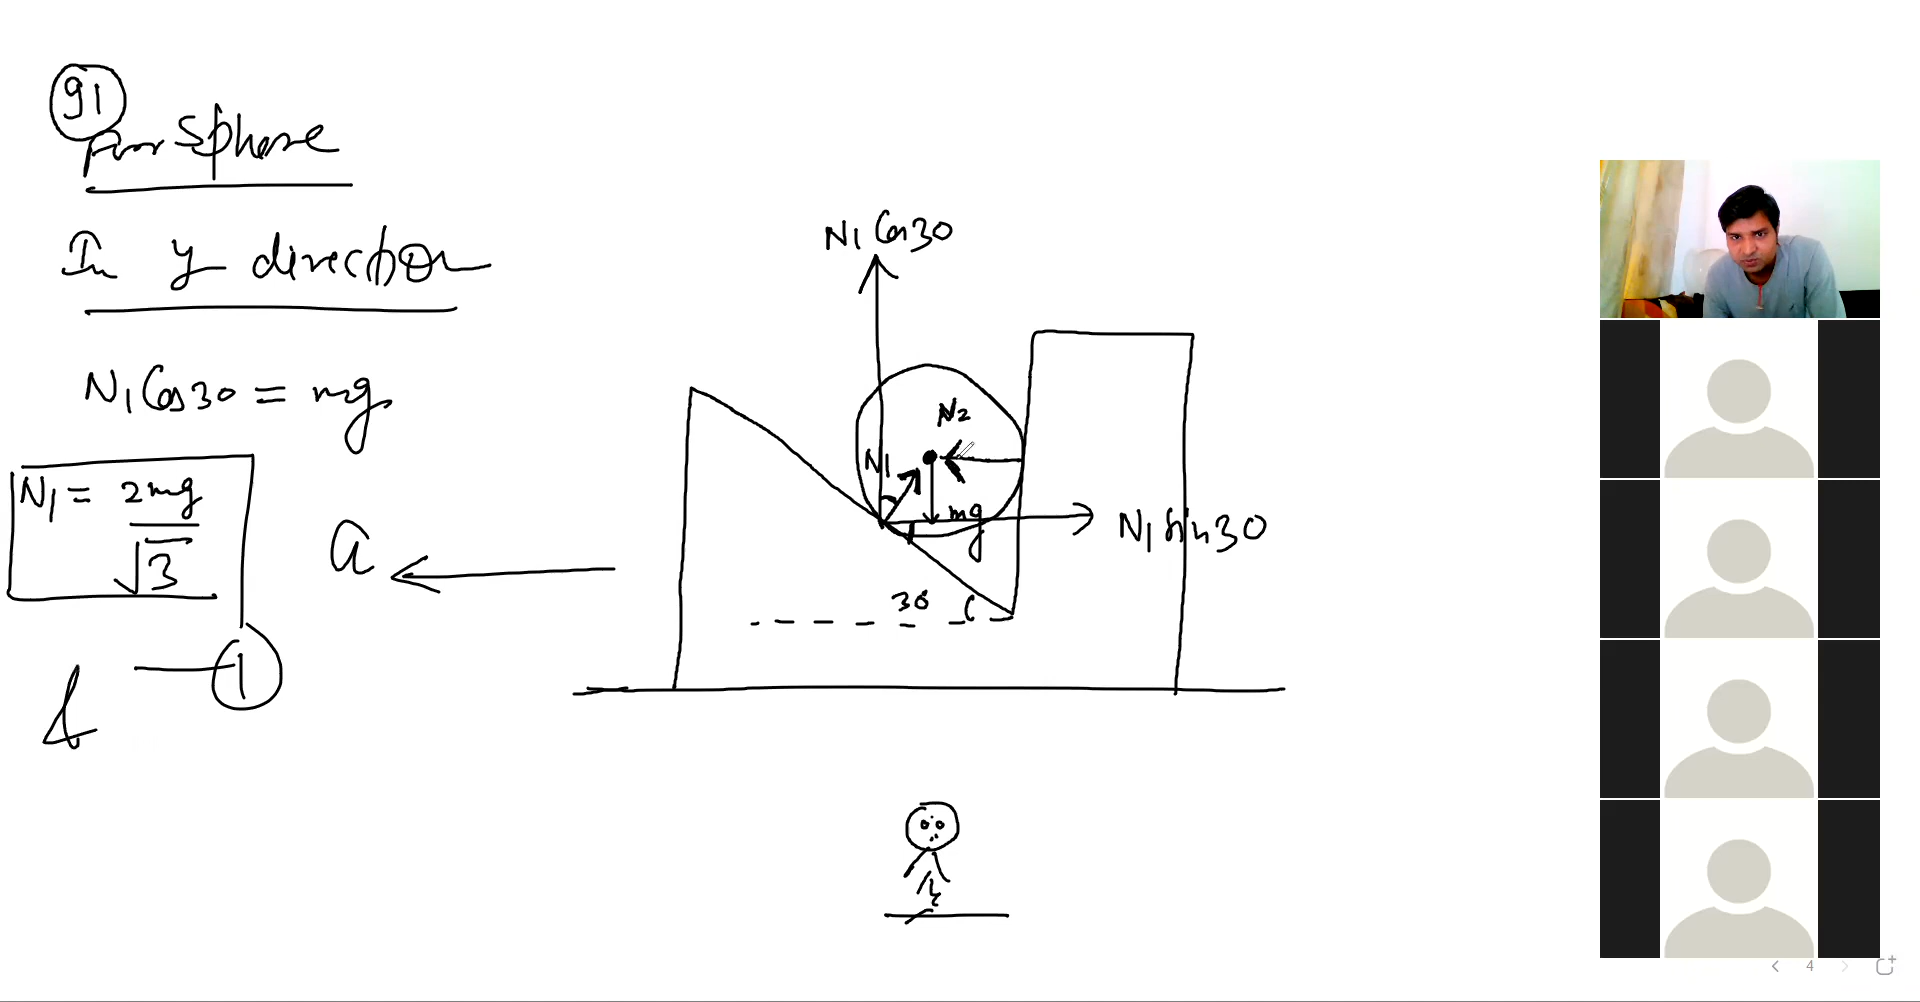 91
For Sphere
In y direction
N1 Cos30 = mg
N1 = 2mg
√3
1
&
a
N1 Cos30
N2
N1
mg
N1 sin30
30
4